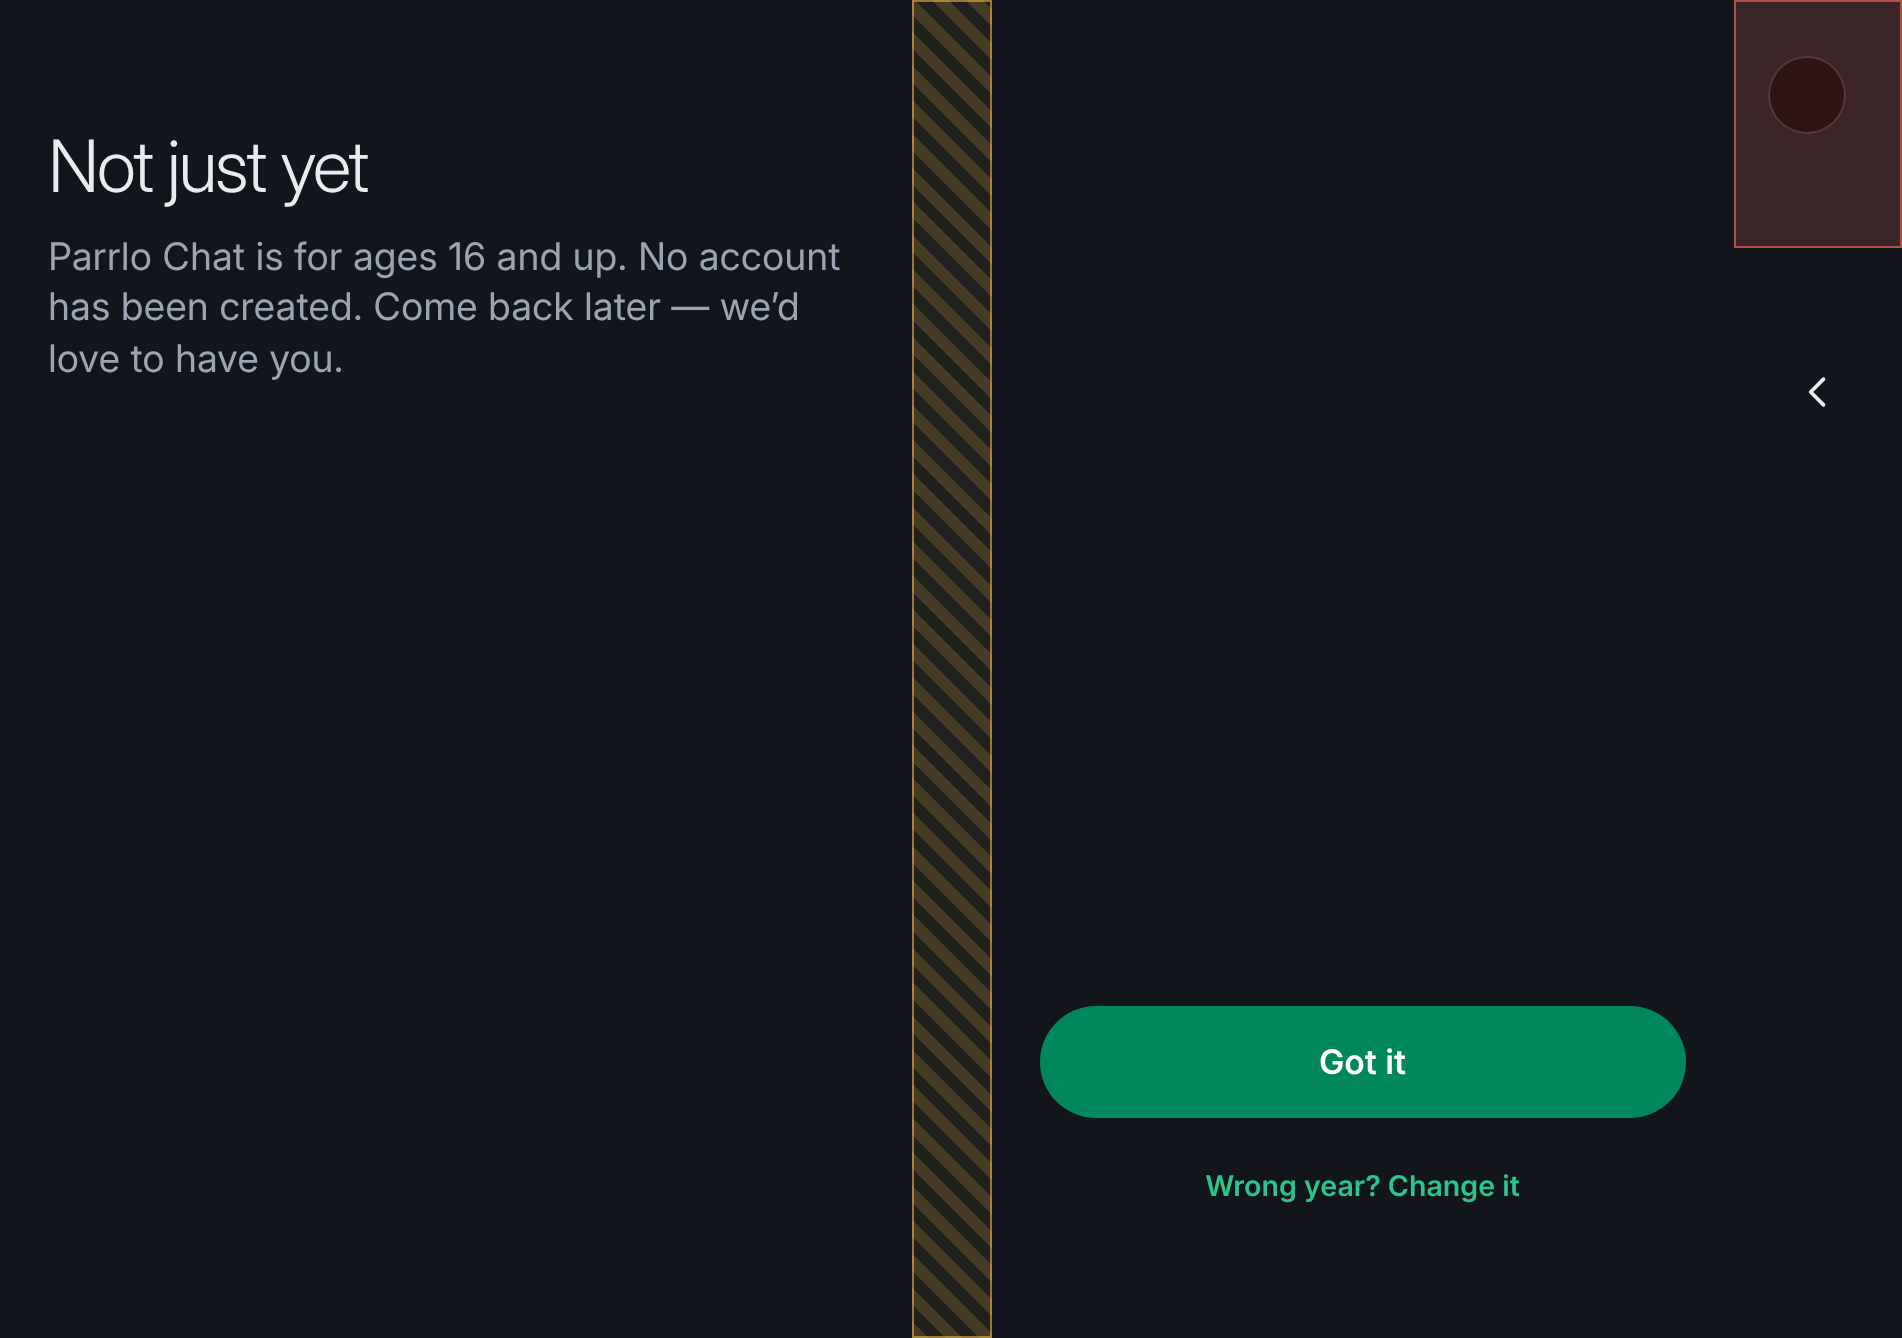 Not just yet
Parrlo Chat is for ages 16 and up. No account
has been created. Come back later — we’d
love to have you.
Got it
Wrong year? Change it